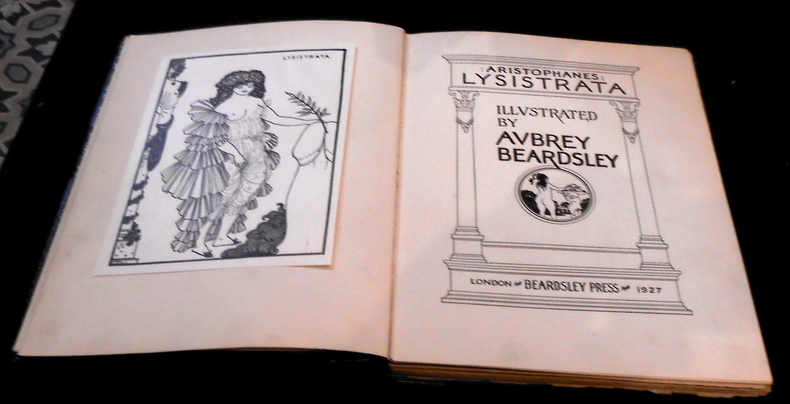 LYSISTRATA
:ARISTOPHANES:
LYSISTRATA
ILLVSTRATED
BY
AVBREY
BEARDSLEY
LONDON BEARDSLEY PRESS 1927